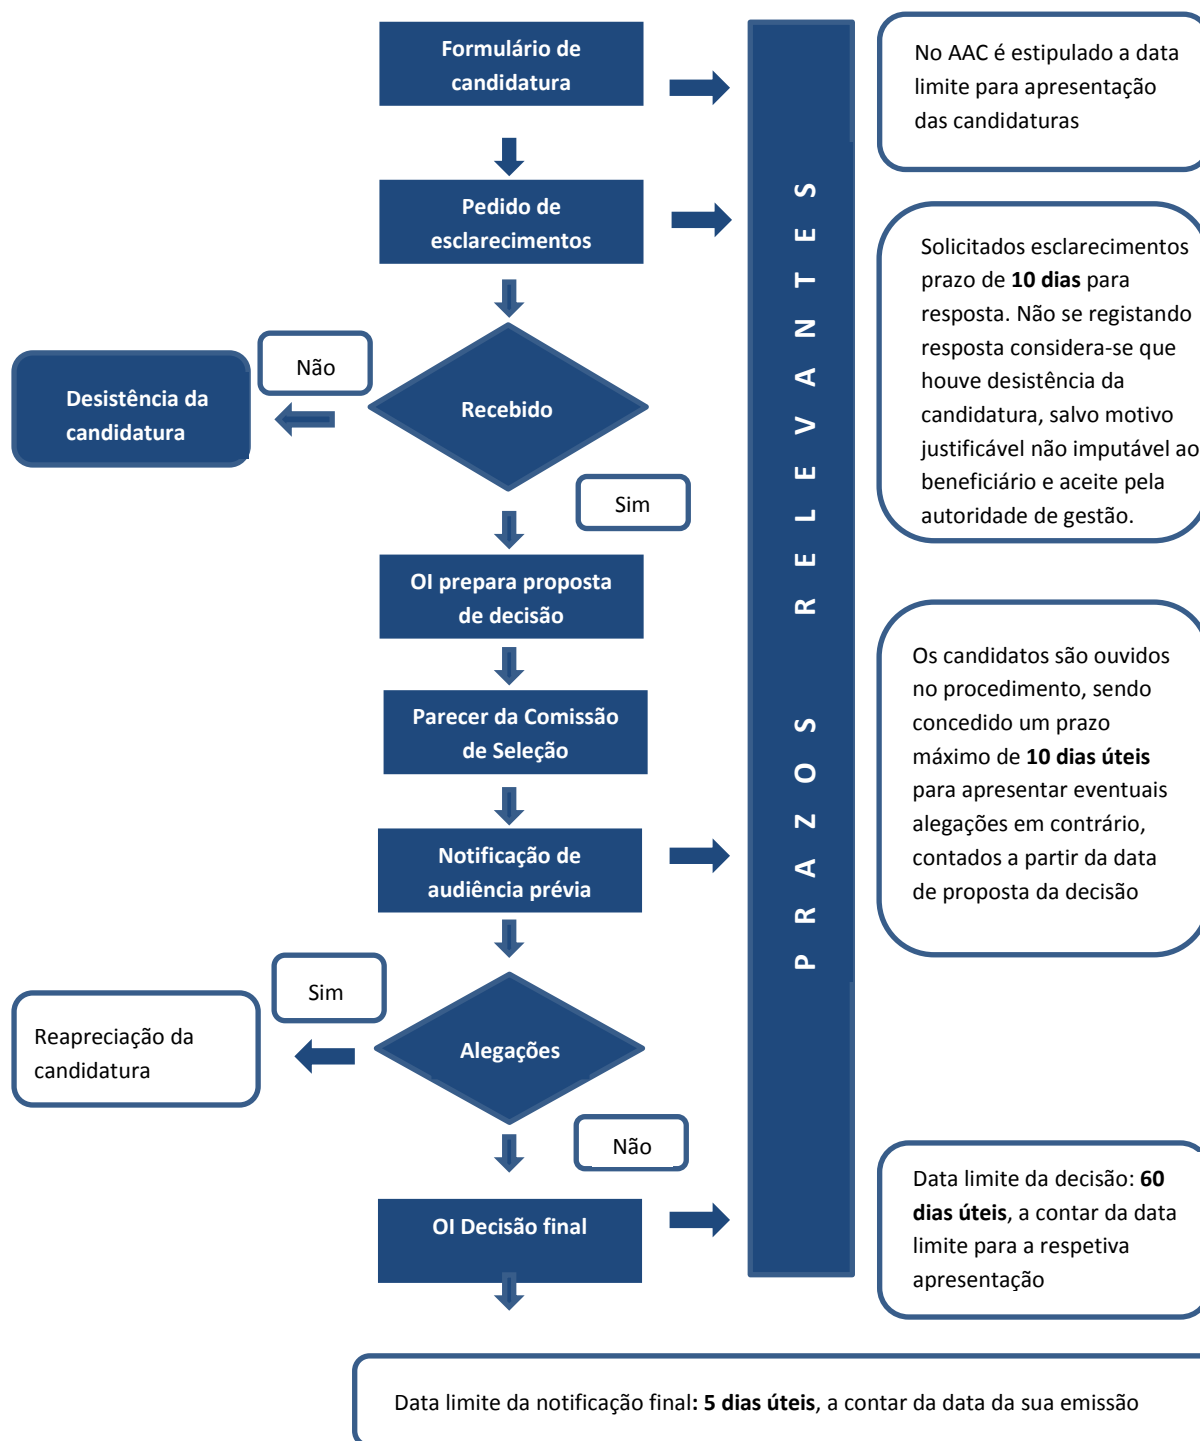 Formulário de
candidatura
No AAC é estipulado a data
limite para apresentação
das candidaturas
Pedido de
esclarecimentos
Solicitados esclarecimentos
prazo de 10 dias para
resposta. Não se registando
resposta considera-se que
houve desistência da
candidatura, salvo motivo
justificável não imputável ao
beneficiário e aceite pela
autoridade de gestão.
Não
Desistência da
candidatura
Recebido
Sim
PRAZOS RELEVANTES
OI prepara proposta
de decisão
Parecer da Comissão
de Seleção
Os candidatos são ouvidos
no procedimento, sendo
concedido um prazo
máximo de 10 dias úteis
para apresentar eventuais
alegações em contrário,
contados a partir da data
de proposta da decisão
Notificação de
audiência prévia
Sim
Reapreciação da
candidatura
Alegações
Não
OI Decisão final
Data limite da decisão: 60
dias úteis, a contar da data
limite para a respetiva
apresentação
Data limite da notificação final: 5 dias úteis, a contar da data da sua emissão